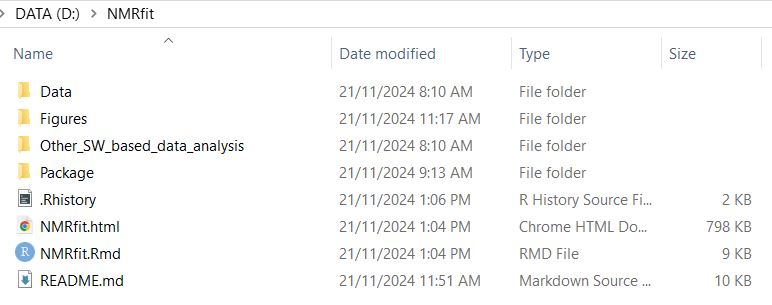 DATA (D:) > NMRfit
Name Date modified Type Size
Data 21/11/2024 8:10 AM File folder
Figures 21/11/2024 11:17 AM File folder
Other_SW_based_data_analysis 21/11/2024 8:10 AM File folder
Package 21/11/2024 9:13 AM File folder
.Rhistory 21/11/2024 1:06 PM R History Source Fi... 2 KB
NMRfit.html 21/11/2024 1:04 PM Chrome HTML Do... 798 KB
R NMRfit.Rmd 21/11/2024 1:04 PM RMD File 9 KB
README.md 21/11/2024 11:51 AM Markdown Source ... 10 KB